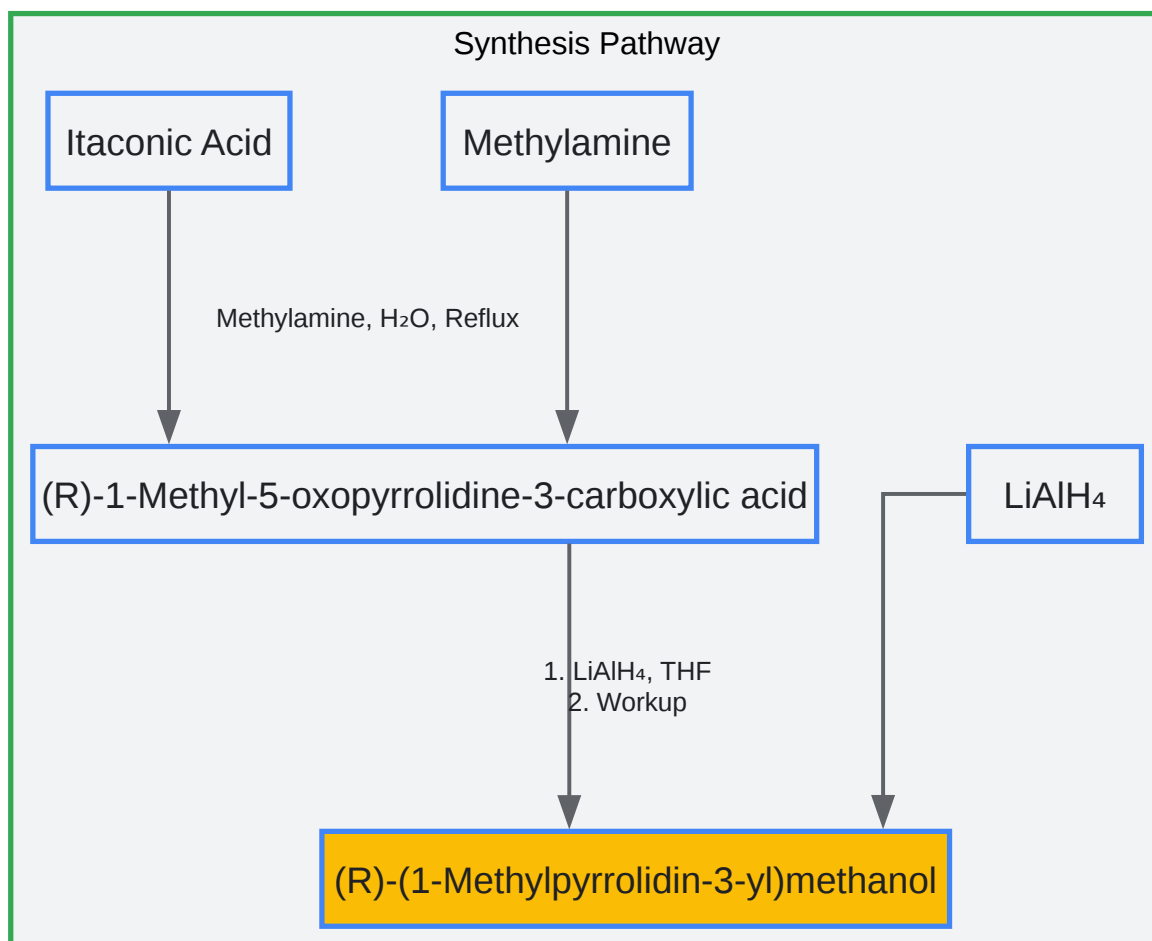 Synthesis Pathway
Itaconic Acid
Methylamine
Methylamine, H₂O, Reflux
(R)-1-Methyl-5-oxopyrrolidine-3-carboxylic acid
LiAlH₄
1. LiAlH₄, THF
2. Workup
(R)-(1-Methylpyrrolidin-3-yl)methanol